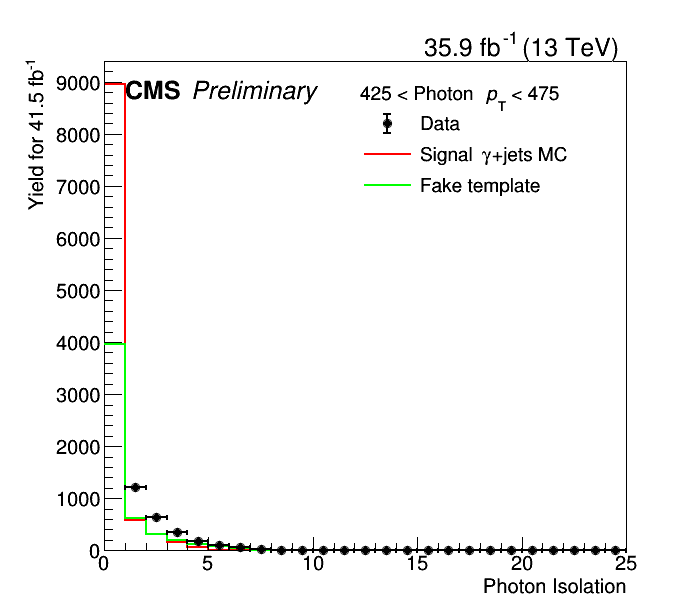 35.9 fb⁻¹ (13 TeV)
Yield for 41.5 fb⁻¹
CMS Preliminary
425 < Photon p_T < 475
Data
Signal γ+jets MC
Fake template
9000
8000
7000
6000
5000
4000
3000
2000
1000
0
0 5 10 15 20 25
Photon Isolation